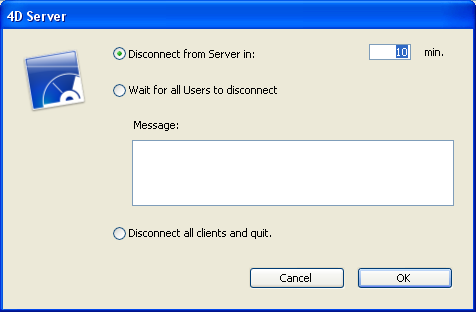 4D Server
Disconnect from Server in: 10 min.
Wait for all Users to disconnect
Message:
Disconnect all clients and quit.
Cancel OK